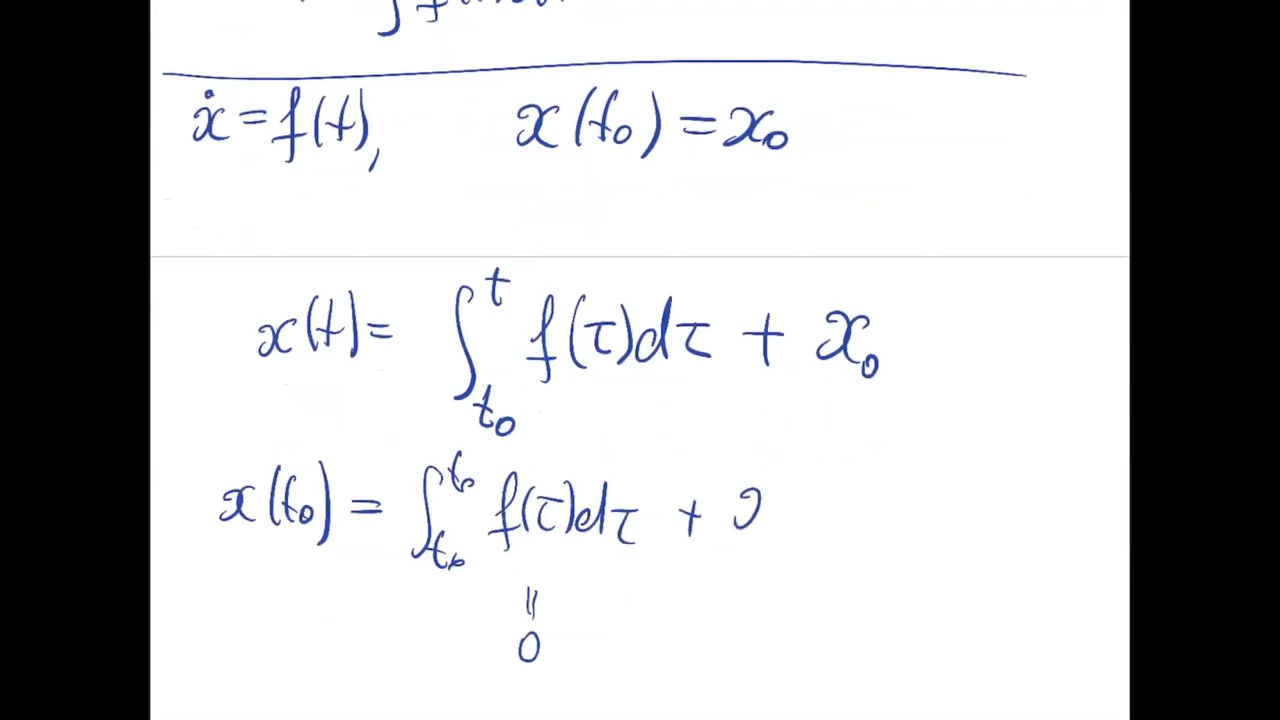 ẋ = f(t), x(t₀) = x₀
x(t) = ∫_{t₀}^{t} f(τ)dτ + x₀
x(t₀) = ∫_{t₀}^{t₀} f(τ)dτ +
||
0